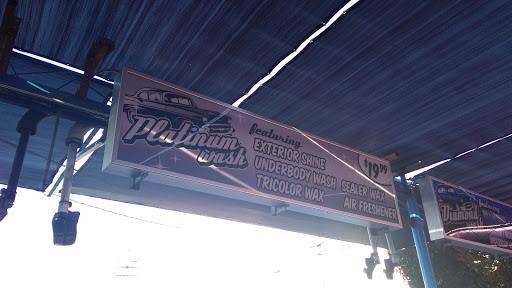 Platinum
Wash
featuring
EXTERIOR SHINE
UNDERBODY WASH
TRICOLOR WAX
SEALER WAX
AIR FRESHENER
$19.99
Diamond